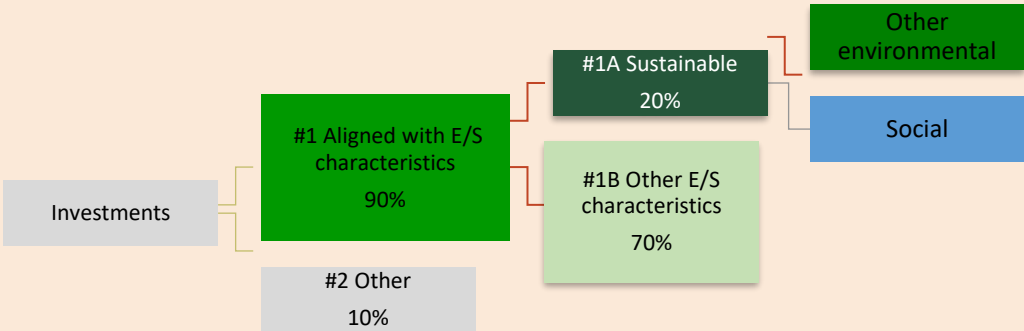 Investments
#1 Aligned with E/S
characteristics
90%
#2 Other
10%
#1A Sustainable
20%
#1B Other E/S
characteristics
70%
Other
environmental
Social